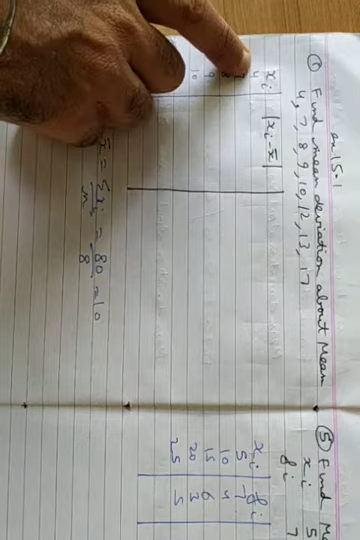 ex 15.1
① Find mean deviation about Mean
4, 7, 8, 9, 10, 12, 13, 17
xi |xi - x̄|
4
9
10
x̄ = Σxi / n = 80 / 8 = 10
⑤ Find
xi 5
fi 7
xi fi
5 7
10 4
15 6
20 3
25 5